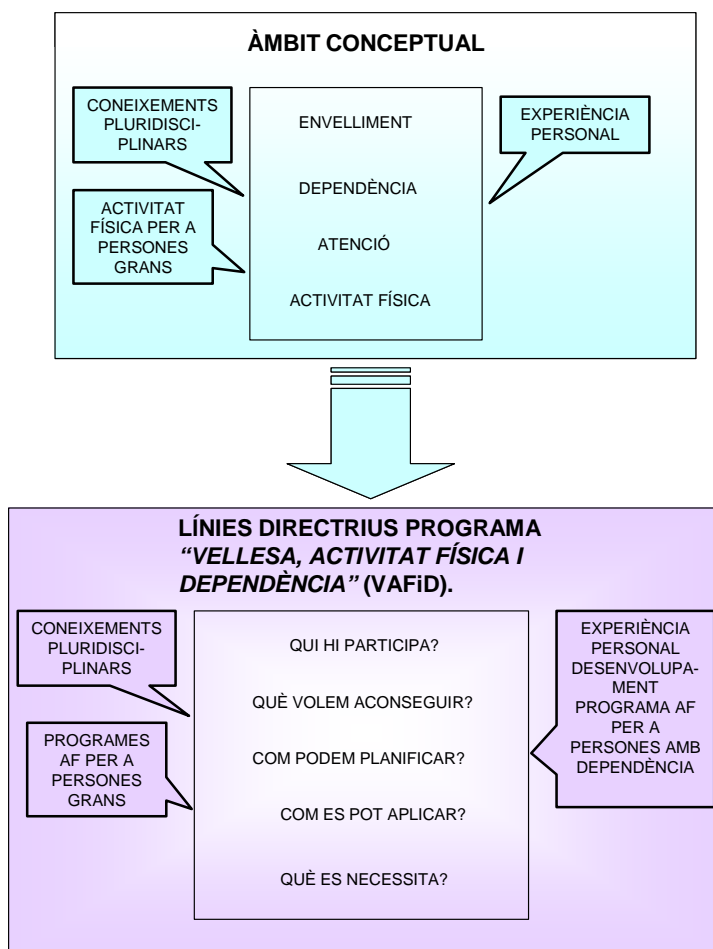 ÀMBIT CONCEPTUAL
CONEIXEMENTS
PLURIDISCI-
PLINARS
ENVELLIMENT
EXPERIÈNCIA
PERSONAL
DEPENDÈNCIA
ACTIVITAT
FÍSICA PER A
PERSONES
GRANS
ATENCIÓ
ACTIVITAT FÍSICA
LÍNIES DIRECTRIUS PROGRAMA
“VELLESA, ACTIVITAT FÍSICA I
DEPENDÈNCIA” (VAFiD).
CONEIXEMENTS
PLURIDISCI-
PLINARS
QUI HI PARTICIPA?
EXPERIÈNCIA
PERSONAL
DESENVOLUPA-
MENT
PROGRAMA AF
PER A
PERSONES AMB
DEPENDÈNCIA
QUÈ VOLEM ACONSEGUIR?
PROGRAMES
AF PER A
PERSONES
GRANS
COM PODEM PLANIFICAR?
COM ES POT APLICAR?
QUÈ ES NECESSITA?